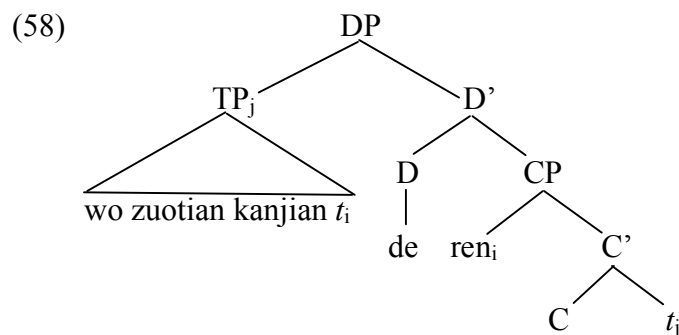 (58) DP
TPj D’
D CP
wo zuotian kanjian ti
de reni C’
C tj